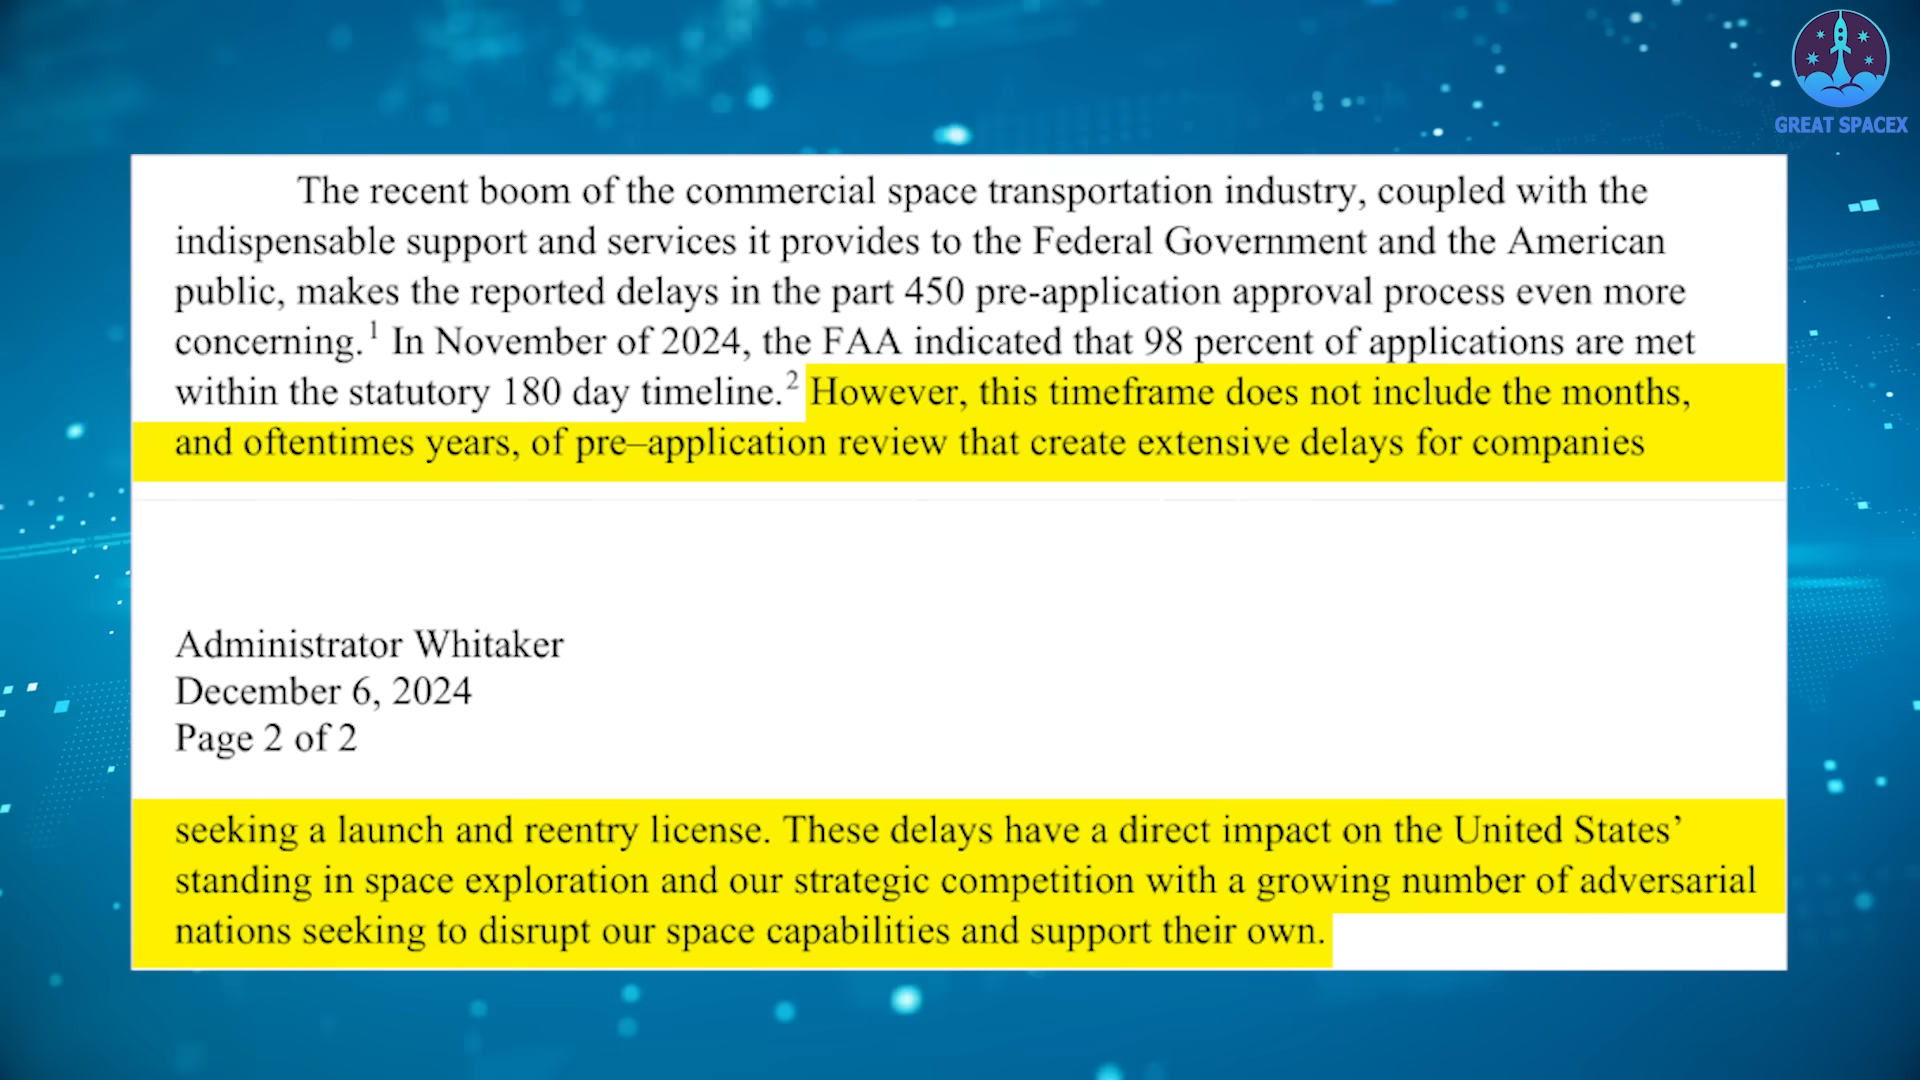 GREAT SPACEX
The recent boom of the commercial space transportation industry, coupled with the
indispensable support and services it provides to the Federal Government and the American
public, makes the reported delays in the part 450 pre-application approval process even more
concerning.1 In November of 2024, the FAA indicated that 98 percent of applications are met
within the statutory 180 day timeline.2 However, this timeframe does not include the months,
and oftentimes years, of pre–application review that create extensive delays for companies
Administrator Whitaker
December 6, 2024
Page 2 of 2
seeking a launch and reentry license. These delays have a direct impact on the United States’
standing in space exploration and our strategic competition with a growing number of adversarial
nations seeking to disrupt our space capabilities and support their own.